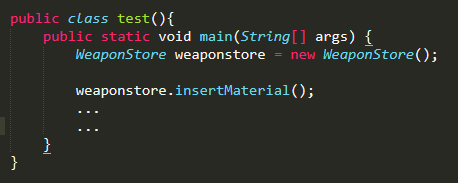 public class test(){
public static void main(String[] args) {
WeaponStore weaponstore = new WeaponStore();
weaponstore.insertMaterial();
...
...
}
}